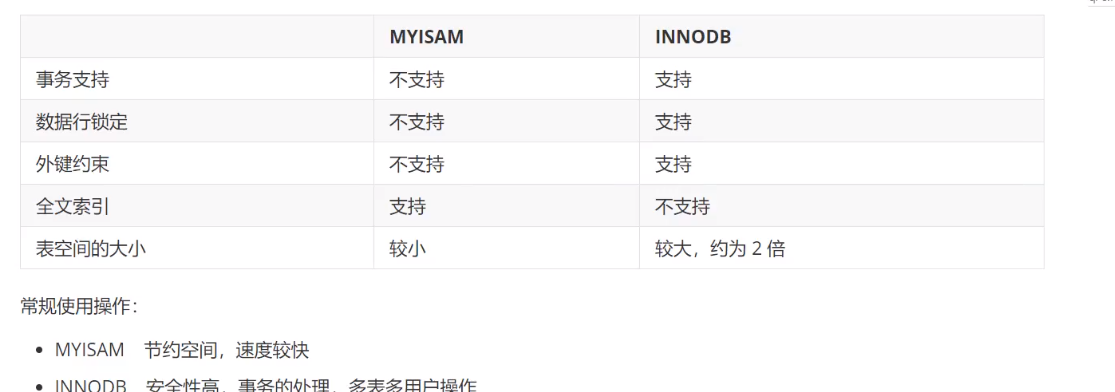 MYISAM INNODB
事务支持 不支持 支持
数据行锁定 不支持 支持
外键约束 不支持 支持
全文索引 支持 不支持
表空间的大小 较小 较大，约为 2 倍
常规使用操作：
• MYISAM 节约空间，速度较快
• INNODB 安全性高，事务的处理，多表多用户操作